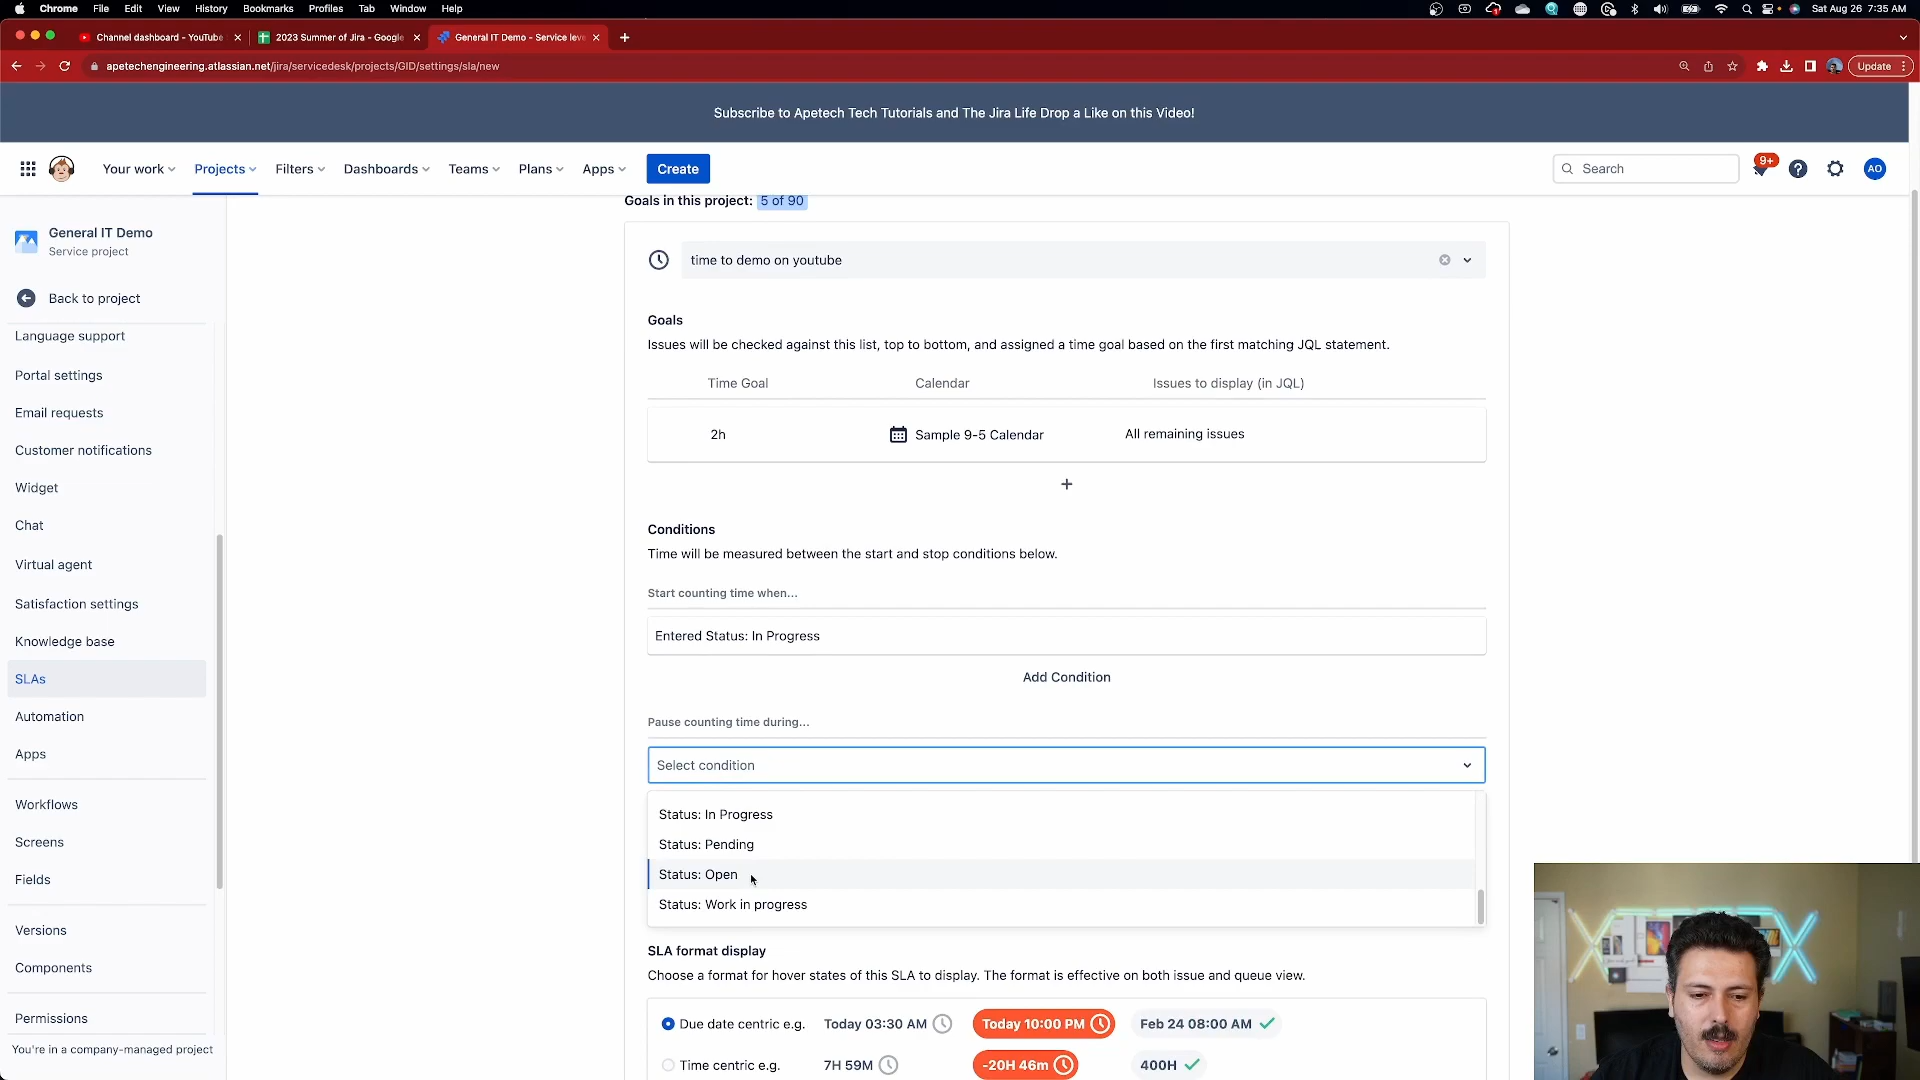 Chrome File Edit View History Bookmarks Profiles Tab Window Help
Sat Aug 26 7:35 AM
Channel dashboard - YouTube
2023 Summer of Jira - Google
General IT Demo - Service leve
apetechengineering.atlassian.net/jira/servicedesk/projects/GID/settings/sla/new
Update
Subscribe to Apetech Tech Tutorials and The Jira Life Drop a Like on this Video!
Your work Projects Filters Dashboards Teams Plans Apps Create
Search
9+
AO
General IT Demo
Service project
Back to project
Language support
Portal settings
Email requests
Customer notifications
Widget
Chat
Virtual agent
Satisfaction settings
Knowledge base
SLAs
Automation
Apps
Workflows
Screens
Fields
Versions
Components
Permissions
You're in a company-managed project
Goals in this project: 5 of 90
time to demo on youtube
Goals
Issues will be checked against this list, top to bottom, and assigned a time goal based on the first matching JQL statement.
Time Goal Calendar Issues to display (in JQL)
2h Sample 9-5 Calendar All remaining issues
Conditions
Time will be measured between the start and stop conditions below.
Start counting time when...
Entered Status: In Progress
Add Condition
Pause counting time during...
Select condition
Status: In Progress
Status: Pending
Status: Open
Status: Work in progress
SLA format display
Choose a format for hover states of this SLA to display. The format is effective on both issue and queue view.
Due date centric e.g. Today 03:30 AM Today 10:00 PM Feb 24 08:00 AM
Time centric e.g. 7H 59M -20H 46m 400H